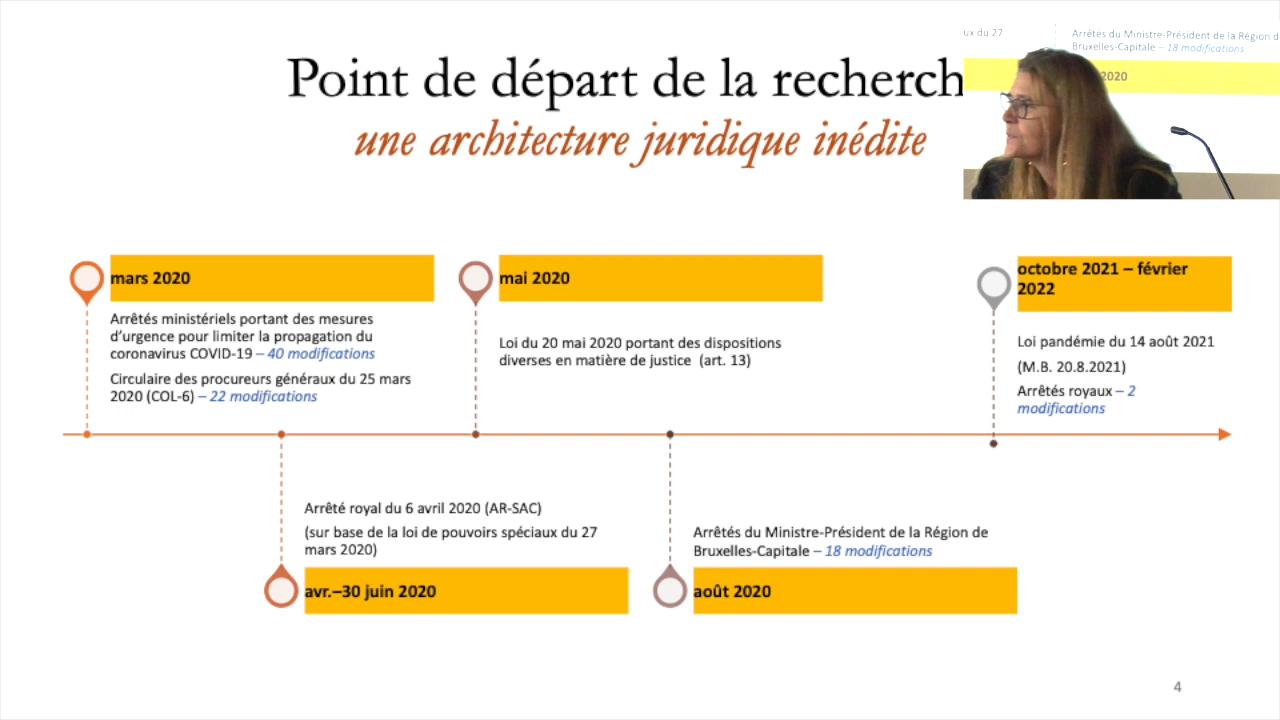 Point de départ de la recherch
une architecture juridique inédite
ux du 27
Arrêtés du Ministre-Président de la Région d
Bruxelles-Capitale – 18 modifications
2020
mars 2020
Arrêtés ministériels portant des mesures
d’urgence pour limiter la propagation du
coronavirus COVID-19 – 40 modifications
Circulaire des procureurs généraux du 25 mars
2020 (COL-6) – 22 modifications
mai 2020
Loi du 20 mai 2020 portant des dispositions
diverses en matière de justice (art. 13)
octobre 2021 – février
2022
Loi pandémie du 14 août 2021
(M.B. 20.8.2021)
Arrêtés royaux – 2
modifications
Arrêté royal du 6 avril 2020 (AR-SAC)
(sur base de la loi de pouvoirs spéciaux du 27
mars 2020)
avr.–30 juin 2020
Arrêtés du Ministre-Président de la Région de
Bruxelles-Capitale – 18 modifications
août 2020
4